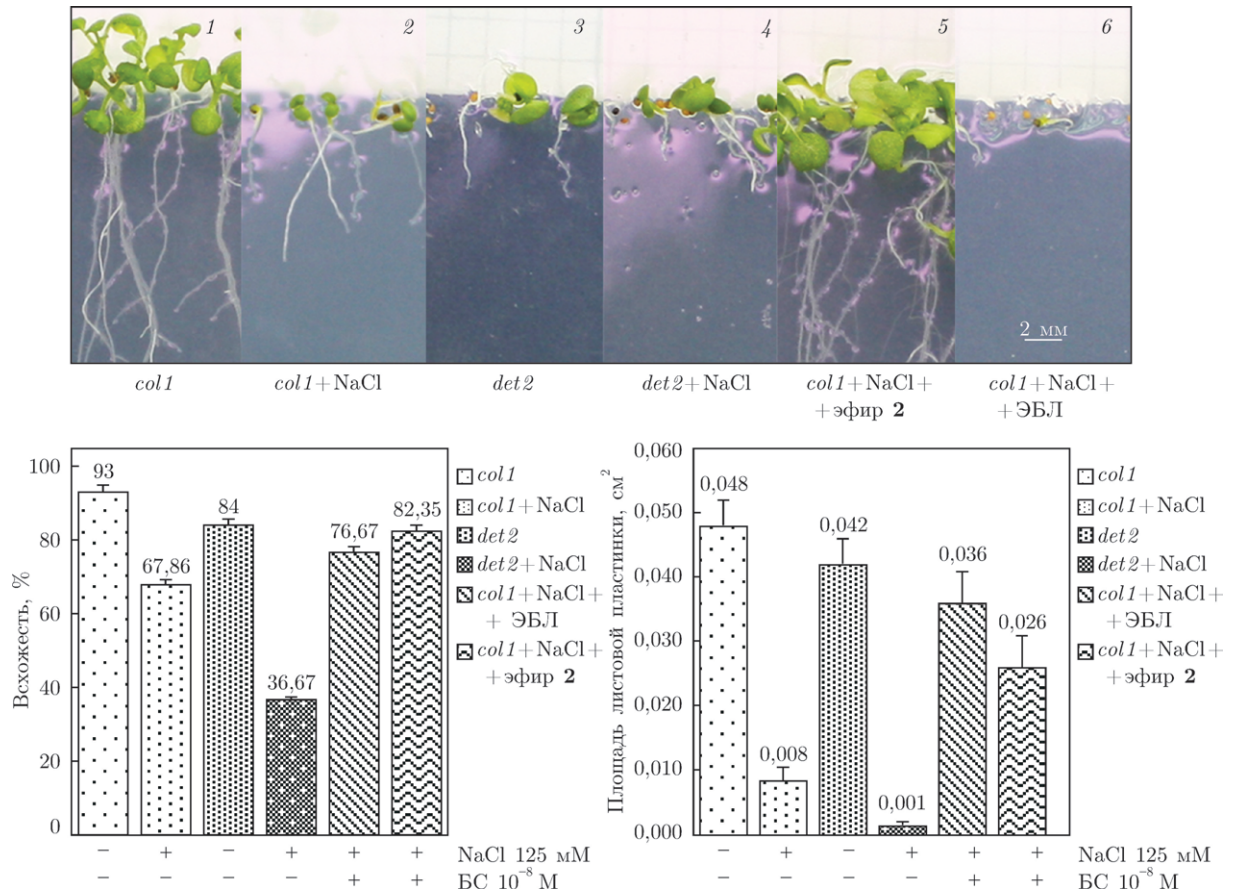 1 2 3 4 5 6
2 мм
col1 col1+NaCl det2 det2+NaCl col1+NaCl+ col1+NaCl+
+эфир 2 +ЭБЛ
Всхожесть, %
100
80
60
40
20
0
93
67,86
84
36,67
76,67
82,35
col1
col1+NaCl
det2
det2+NaCl
col1+NaCl+
+ ЭБЛ
col1+NaCl+
+эфир 2
− + − + + +
− − − − + +
NaCl 125 мМ
БС 10⁻⁸ М
Площадь листовой пластинки, см²
0,060
0,050
0,040
0,030
0,020
0,010
0,000
0,048
0,008
0,042
0,001
0,036
0,026
col1
col1+NaCl
det2
det2+NaCl
col1+NaCl+
+ ЭБЛ
col1+NaCl+
+эфир 2
− + − + + +
− − − − + +
NaCl 125 мМ
БС 10⁻⁸ М